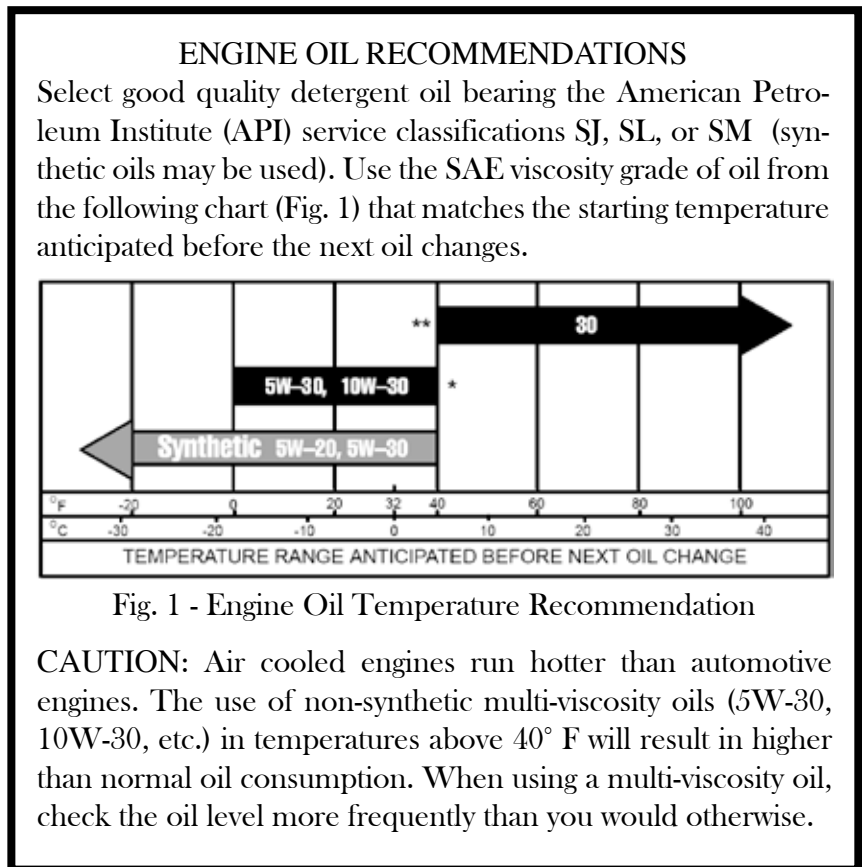 ENGINE OIL RECOMMENDATIONS
Select good quality detergent oil bearing the American Petro-
leum Institute (API) service classifications SJ, SL, or SM (syn-
thetic oils may be used). Use the SAE viscosity grade of oil from
the following chart (Fig. 1) that matches the starting temperature
anticipated before the next oil changes.
** 30
5W–30, 10W–30 *
Synthetic 5W–20, 5W–30
°F -20 0 20 32 40 60 80 100
°C -30 -20 -10 0 10 20 30 40
TEMPERATURE RANGE ANTICIPATED BEFORE NEXT OIL CHANGE
Fig. 1 - Engine Oil Temperature Recommendation
CAUTION: Air cooled engines run hotter than automotive
engines. The use of non-synthetic multi-viscosity oils (5W-30,
10W-30, etc.) in temperatures above 40° F will result in higher
than normal oil consumption. When using a multi-viscosity oil,
check the oil level more frequently than you would otherwise.